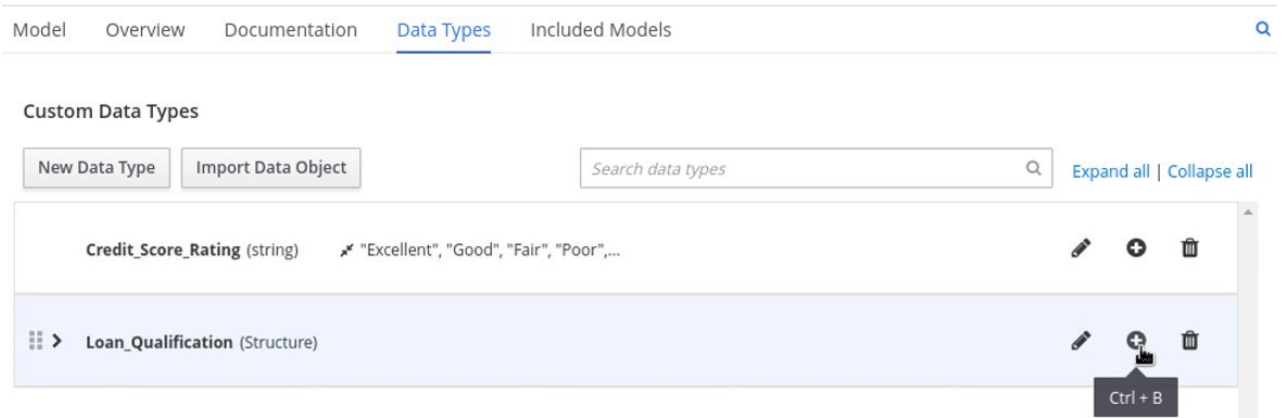 Model Overview Documentation Data Types Included Models
Custom Data Types
New Data Type Import Data Object Search data types Expand all | Collapse all
Credit_Score_Rating (string) "Excellent", "Good", "Fair", "Poor",...
Loan_Qualification (Structure)
Ctrl + B